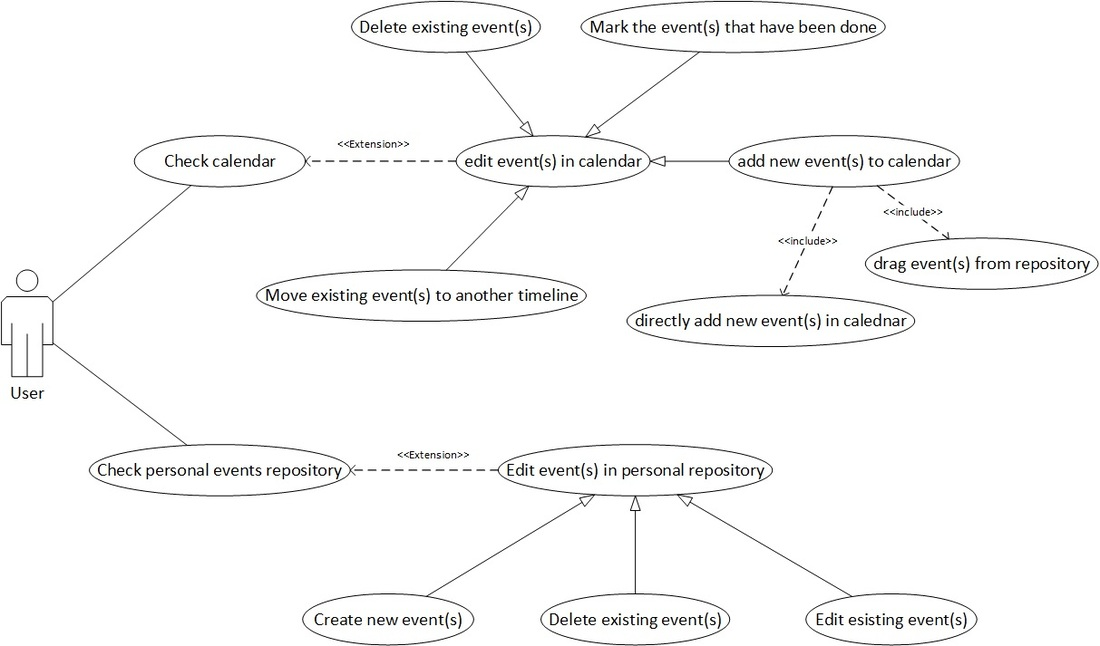 Delete existing event(s)
Mark the event(s) that have been done
<<Extension>>
Check calendar
edit event(s) in calendar
add new event(s) to calendar
<<include>>
<<include>>
drag event(s) from repository
Move existing event(s) to another timeline
directly add new event(s) in calednar
User
<<Extension>>
Check personal events repository
Edit event(s) in personal repository
Create new event(s)
Delete existing event(s)
Edit esisting event(s)